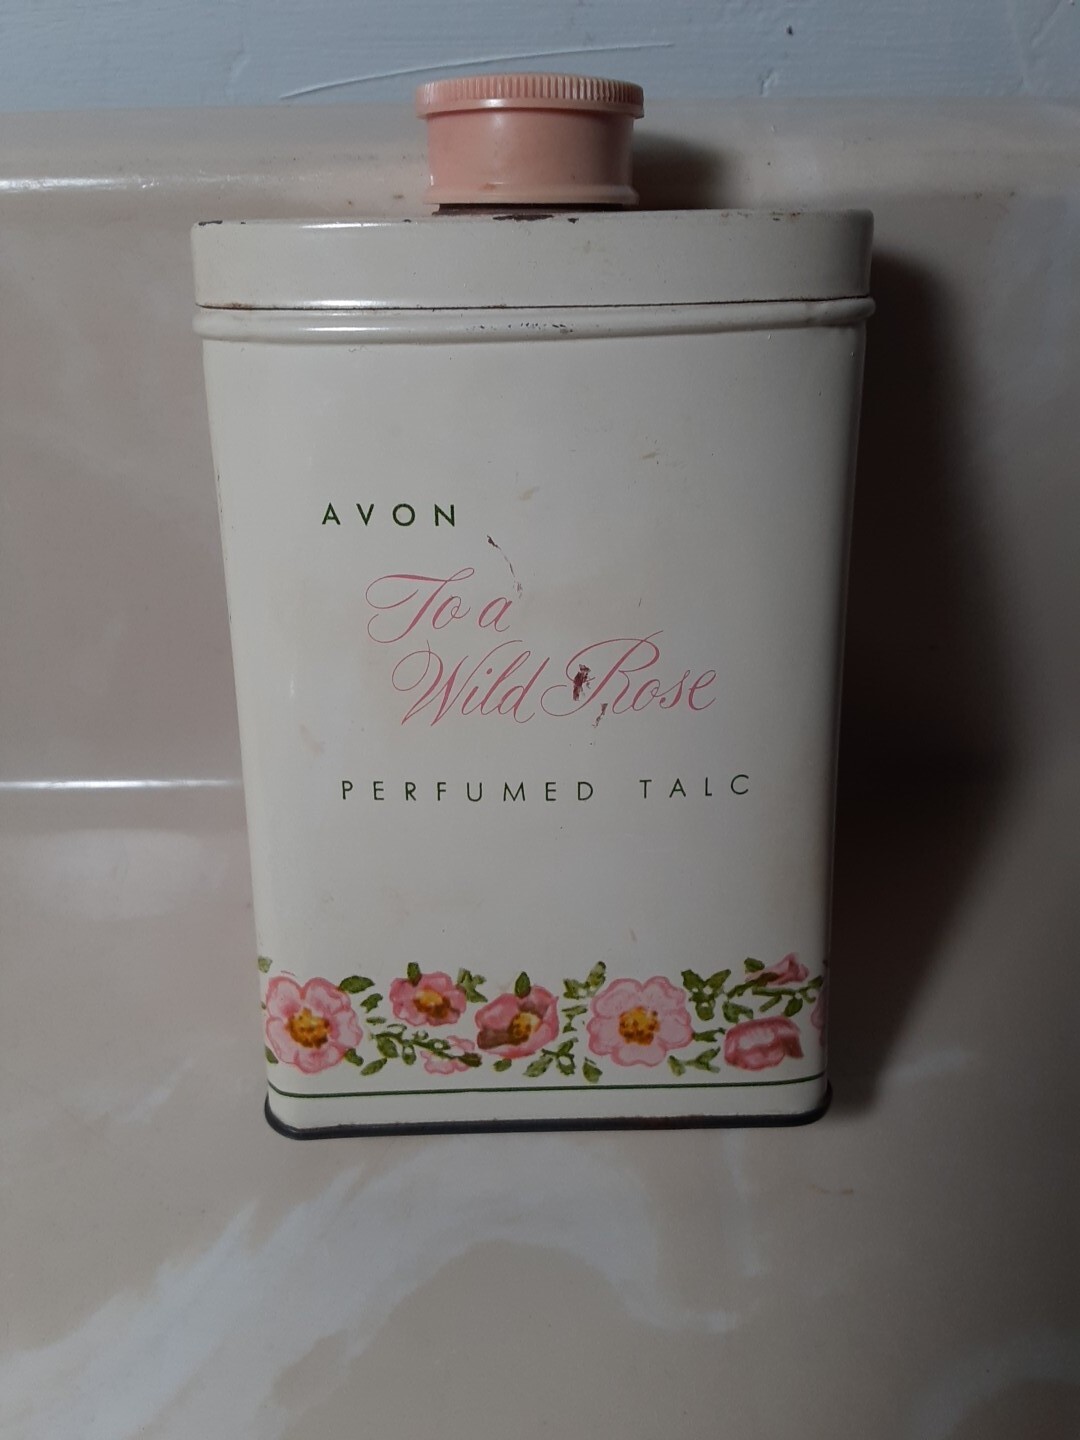 AVON
To a
Wild Rose
PERFUMED TALC